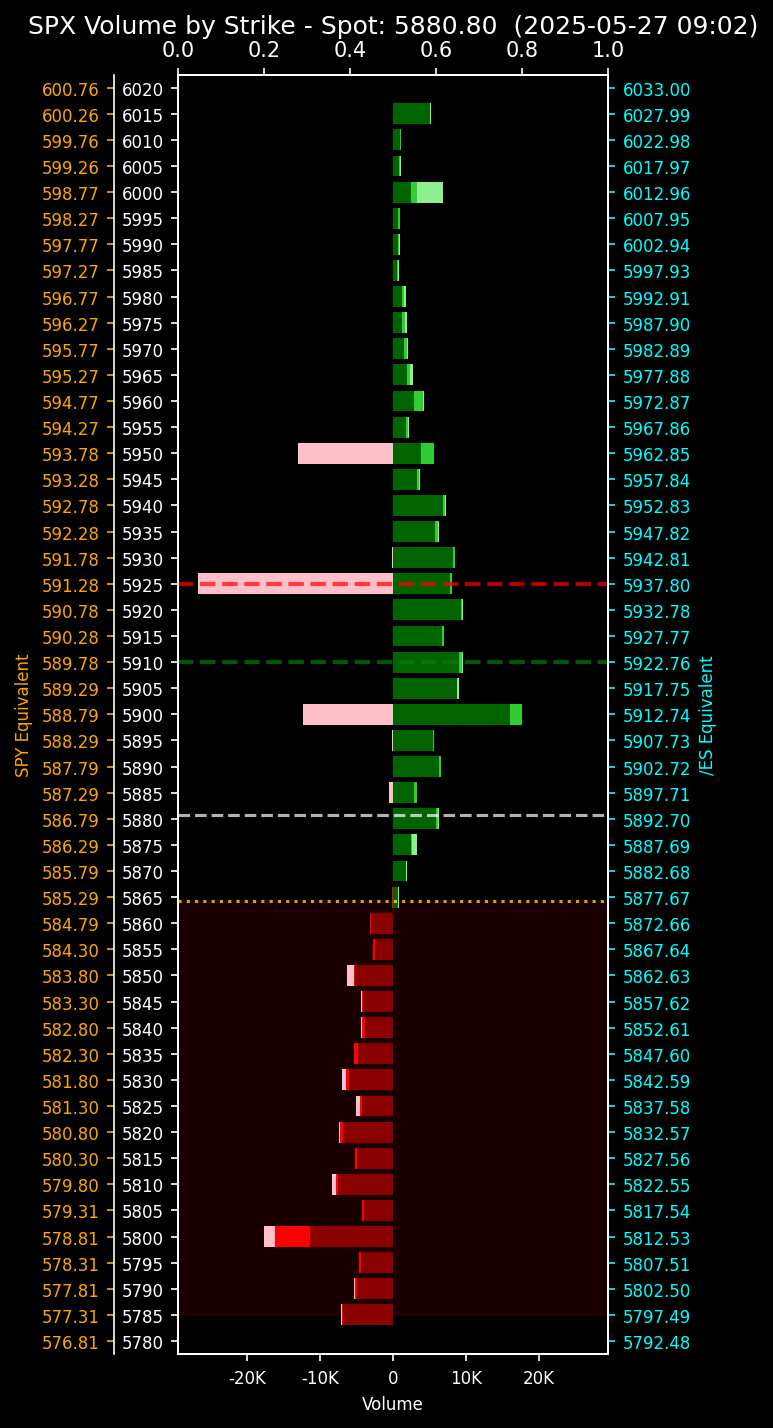 SPX Volume by Strike - Spot: 5880.80 (2025-05-27 09:02)
0.0 0.2 0.4 0.6 0.8 1.0
600.76 6020 6033.00
600.26 6015 6027.99
599.76 6010 6022.98
599.26 6005 6017.97
598.77 6000 6012.96
598.27 5995 6007.95
597.77 5990 6002.94
597.27 5985 5997.93
596.77 5980 5992.91
596.27 5975 5987.90
595.77 5970 5982.89
595.27 5965 5977.88
594.77 5960 5972.87
594.27 5955 5967.86
593.78 5950 5962.85
593.28 5945 5957.84
592.78 5940 5952.83
592.28 5935 5947.82
591.78 5930 5942.81
591.28 5925 5937.80
590.78 5920 5932.78
590.28 5915 5927.77
589.78 5910 5922.76
589.29 5905 5917.75
588.79 5900 5912.74
588.29 5895 5907.73
587.79 5890 5902.72
587.29 5885 5897.71
586.79 5880 5892.70
586.29 5875 5887.69
585.79 5870 5882.68
585.29 5865 5877.67
584.79 5860 5872.66
584.30 5855 5867.64
583.80 5850 5862.63
583.30 5845 5857.62
582.80 5840 5852.61
582.30 5835 5847.60
581.80 5830 5842.59
581.30 5825 5837.58
580.80 5820 5832.57
580.30 5815 5827.56
579.80 5810 5822.55
579.31 5805 5817.54
578.81 5800 5812.53
578.31 5795 5807.51
577.81 5790 5802.50
577.31 5785 5797.49
576.81 5780 5792.48
SPY Equivalent
/ES Equivalent
-20K -10K 0 10K 20K
Volume